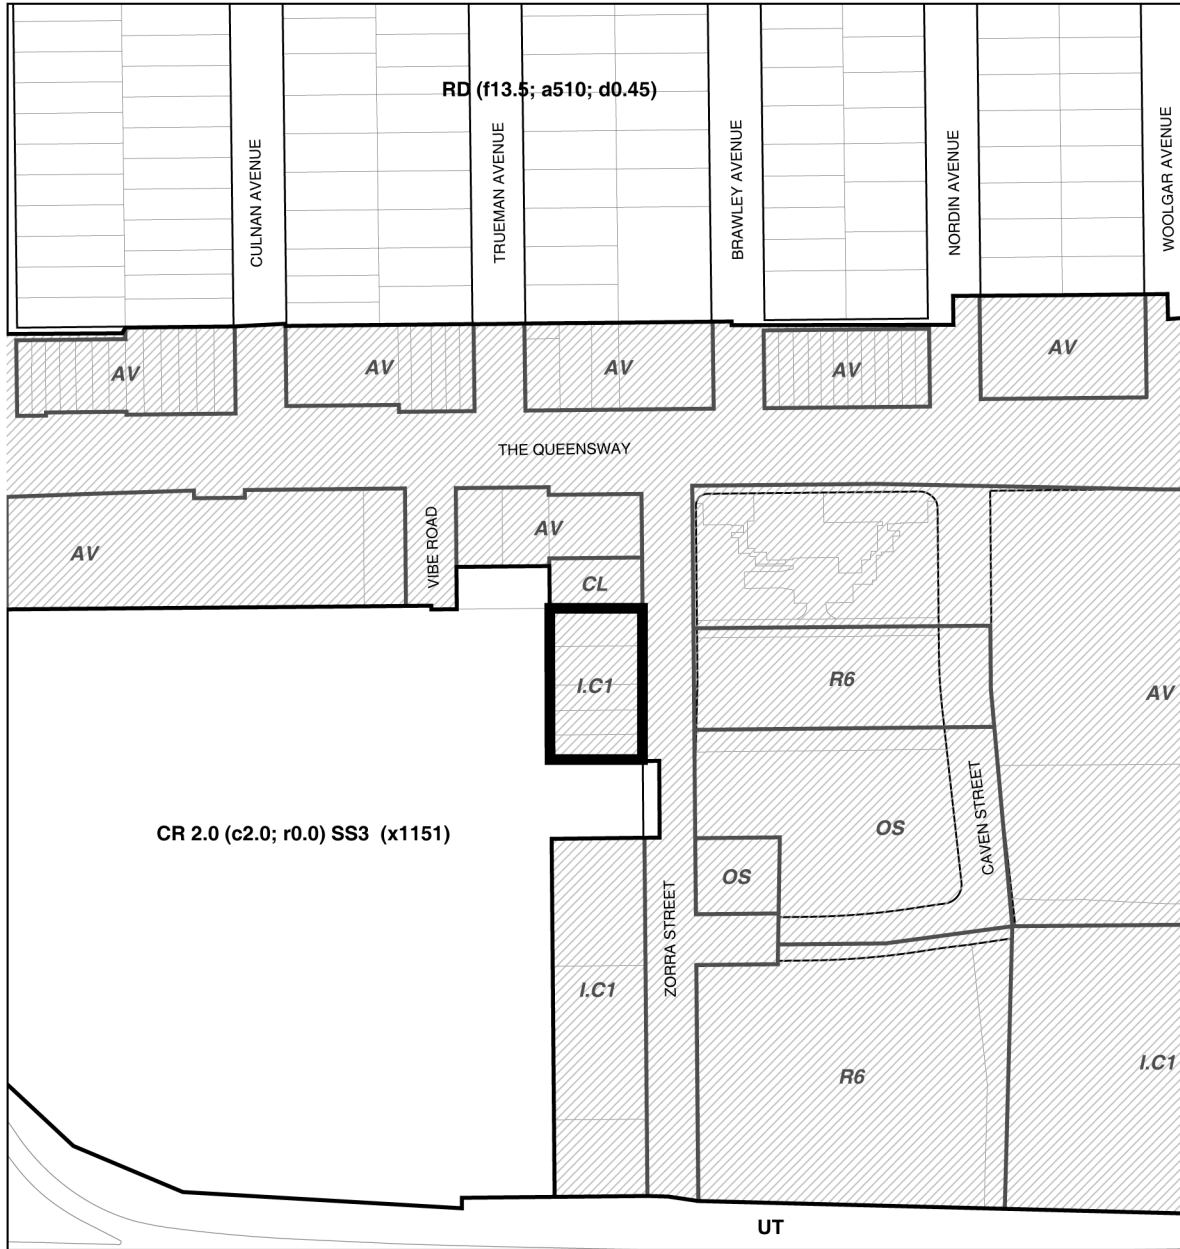 RD (f13.5; a510; d0.45)
CULNAN AVENUE
TRUEMAN AVENUE
BRAWLEY AVENUE
NORDIN AVENUE
WOOLGAR AVENUE
AV
AV
AV
AV
AV
THE QUEENSWAY
AV
VIBE ROAD
AV
CL
I.C1
R6
AV
CR 2.0 (c2.0; r0.0) SS3 (x1151)
OS
CAVEN STREET
OS
ZORRA STREET
I.C1
R6
I.C1
UT